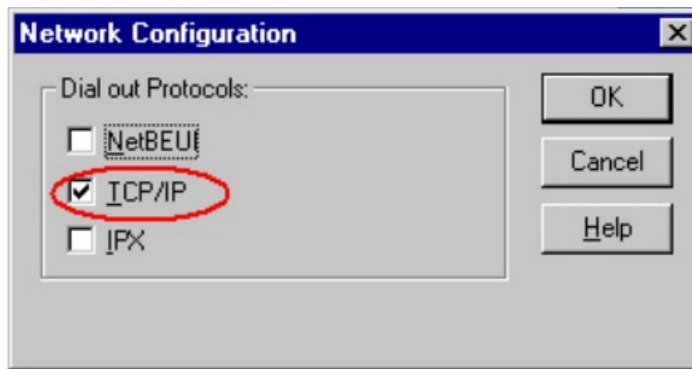 Network Configuration
Dial out Protocols:
NetBEUI
TCP/IP
IPX
OK
Cancel
Help